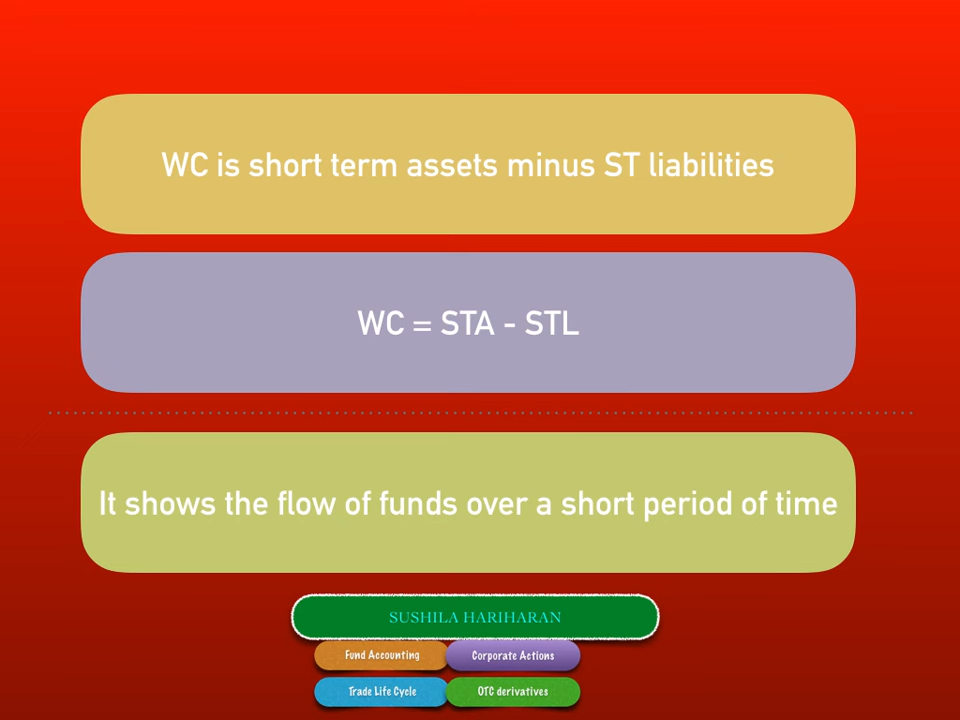 WC is short term assets minus ST liabilities
WC = STA - STL
It shows the flow of funds over a short period of time
SUSHILA HARIHARAN
Fund Accounting
Corporate Actions
Trade Life Cycle
OTC derivatives